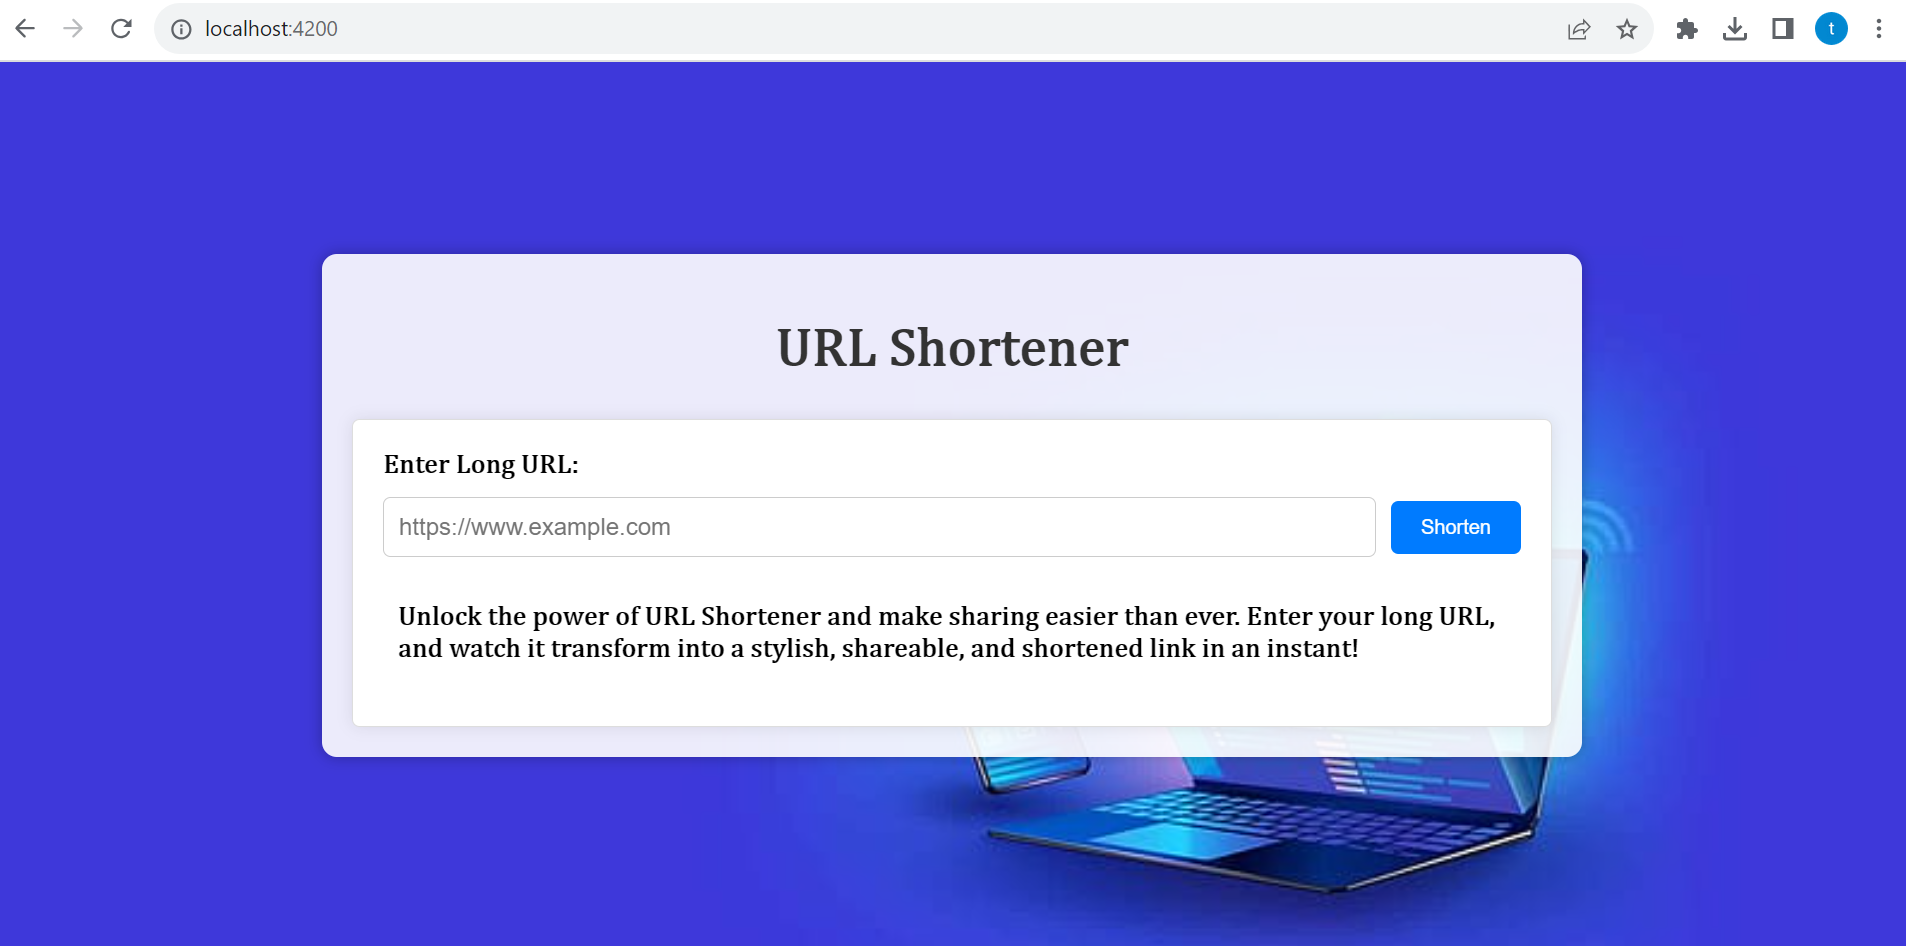 localhost:4200
t
URL Shortener
Enter Long URL:
https://www.example.com
Shorten
Unlock the power of URL Shortener and make sharing easier than ever. Enter your long URL,
and watch it transform into a stylish, shareable, and shortened link in an instant!